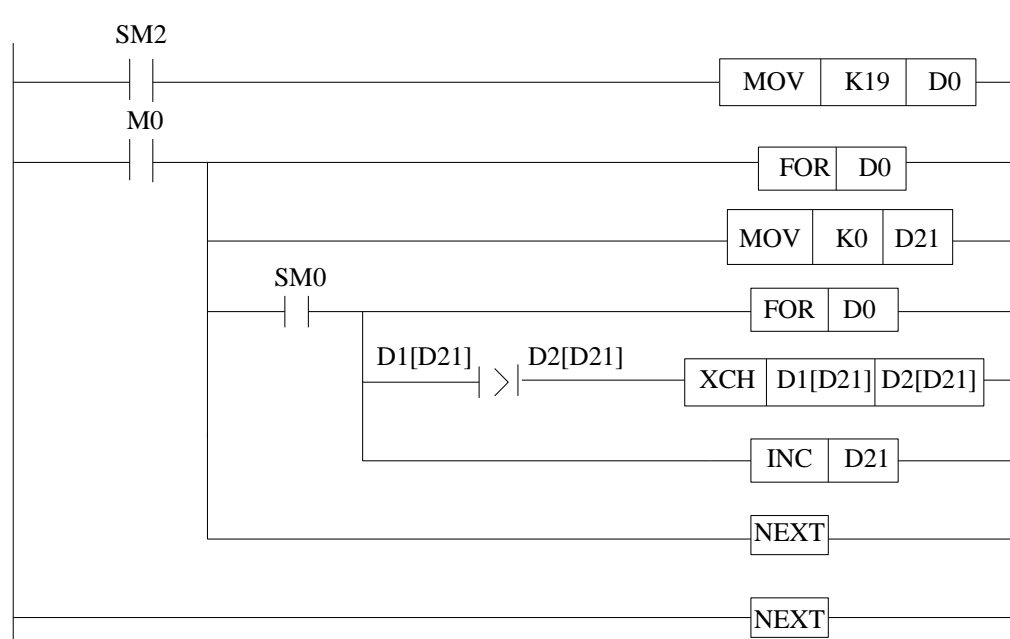 SM2
MOV K19 D0
M0
FOR D0
MOV K0 D21
SM0
FOR D0
D1[D21] > D2[D21]
XCH D1[D21] D2[D21]
INC D21
NEXT
NEXT